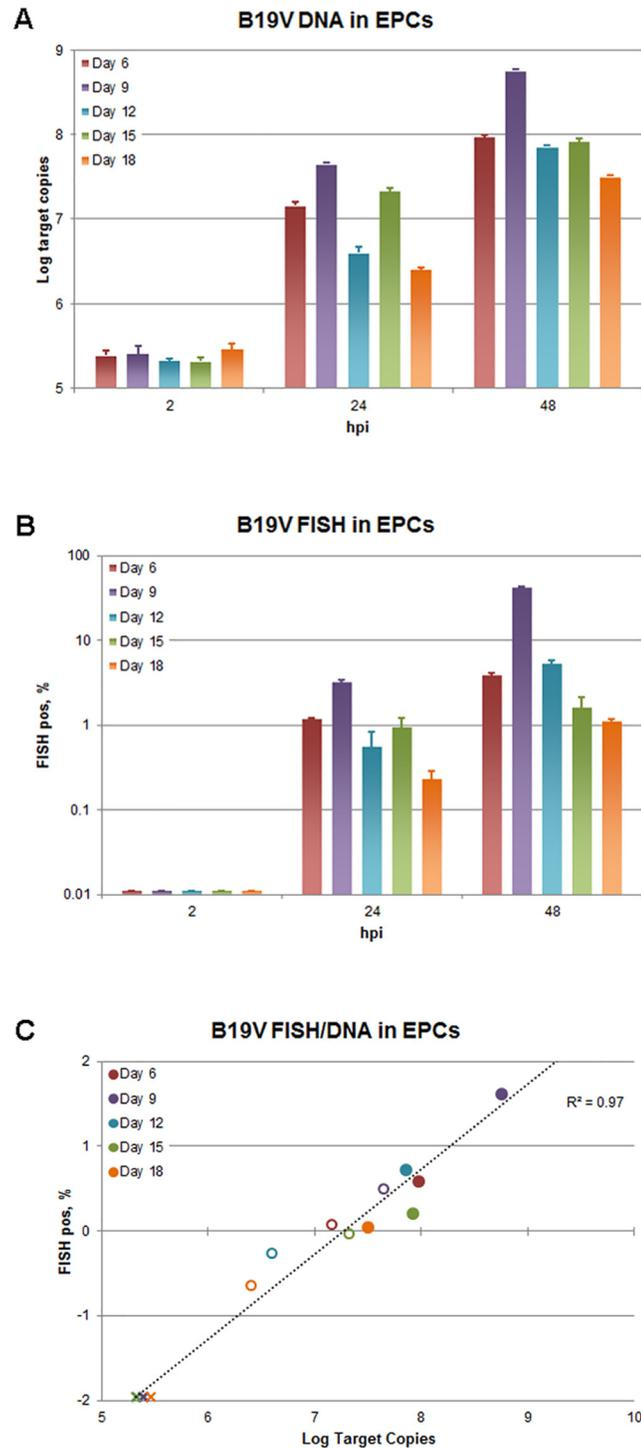 A
B19V DNA in EPCs
Log target copies
9
8
7
6
5
Day 6
Day 9
Day 12
Day 15
Day 18
2 24 48
hpi
B
B19V FISH in EPCs
FISH pos, %
100
10
1
0.1
0.01
Day 6
Day 9
Day 12
Day 15
Day 18
2 24 48
hpi
C
B19V FISH/DNA in EPCs
FISH pos, %
2
1
0
-1
-2
Day 6
Day 9
Day 12
Day 15
Day 18
R² = 0.97
5 6 7 8 9 10
Log Target Copies